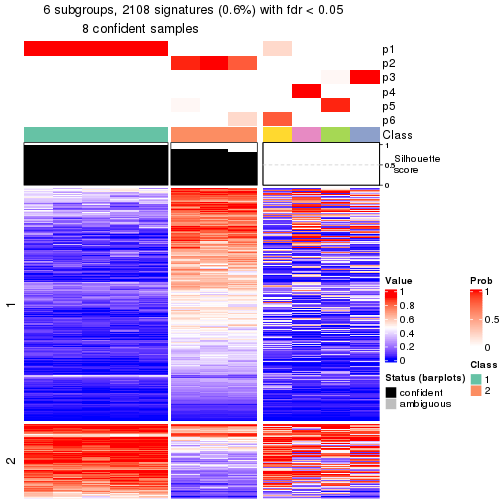 6 subgroups, 2108 signatures (0.6%) with fdr < 0.05
8 confident samples
p1
p2
p3
p4
p5
p6
Class
1
0.5
0
Silhouette
score
1
2
Value
1
0.8
0.6
0.4
0.2
0
Status (barplots)
confident
ambiguous
Prob
1
0.5
0
Class
1
2